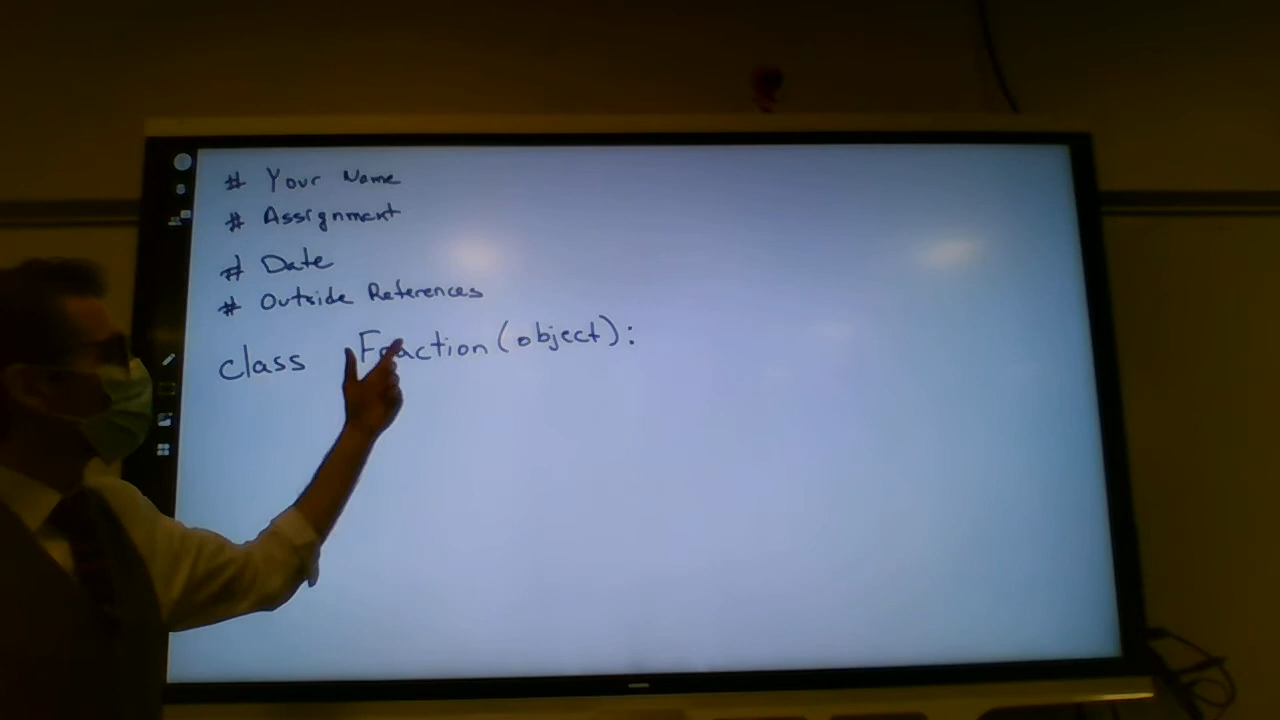 # Your Name
# Assignment
# Date
# Outside References
class Fraction(object):